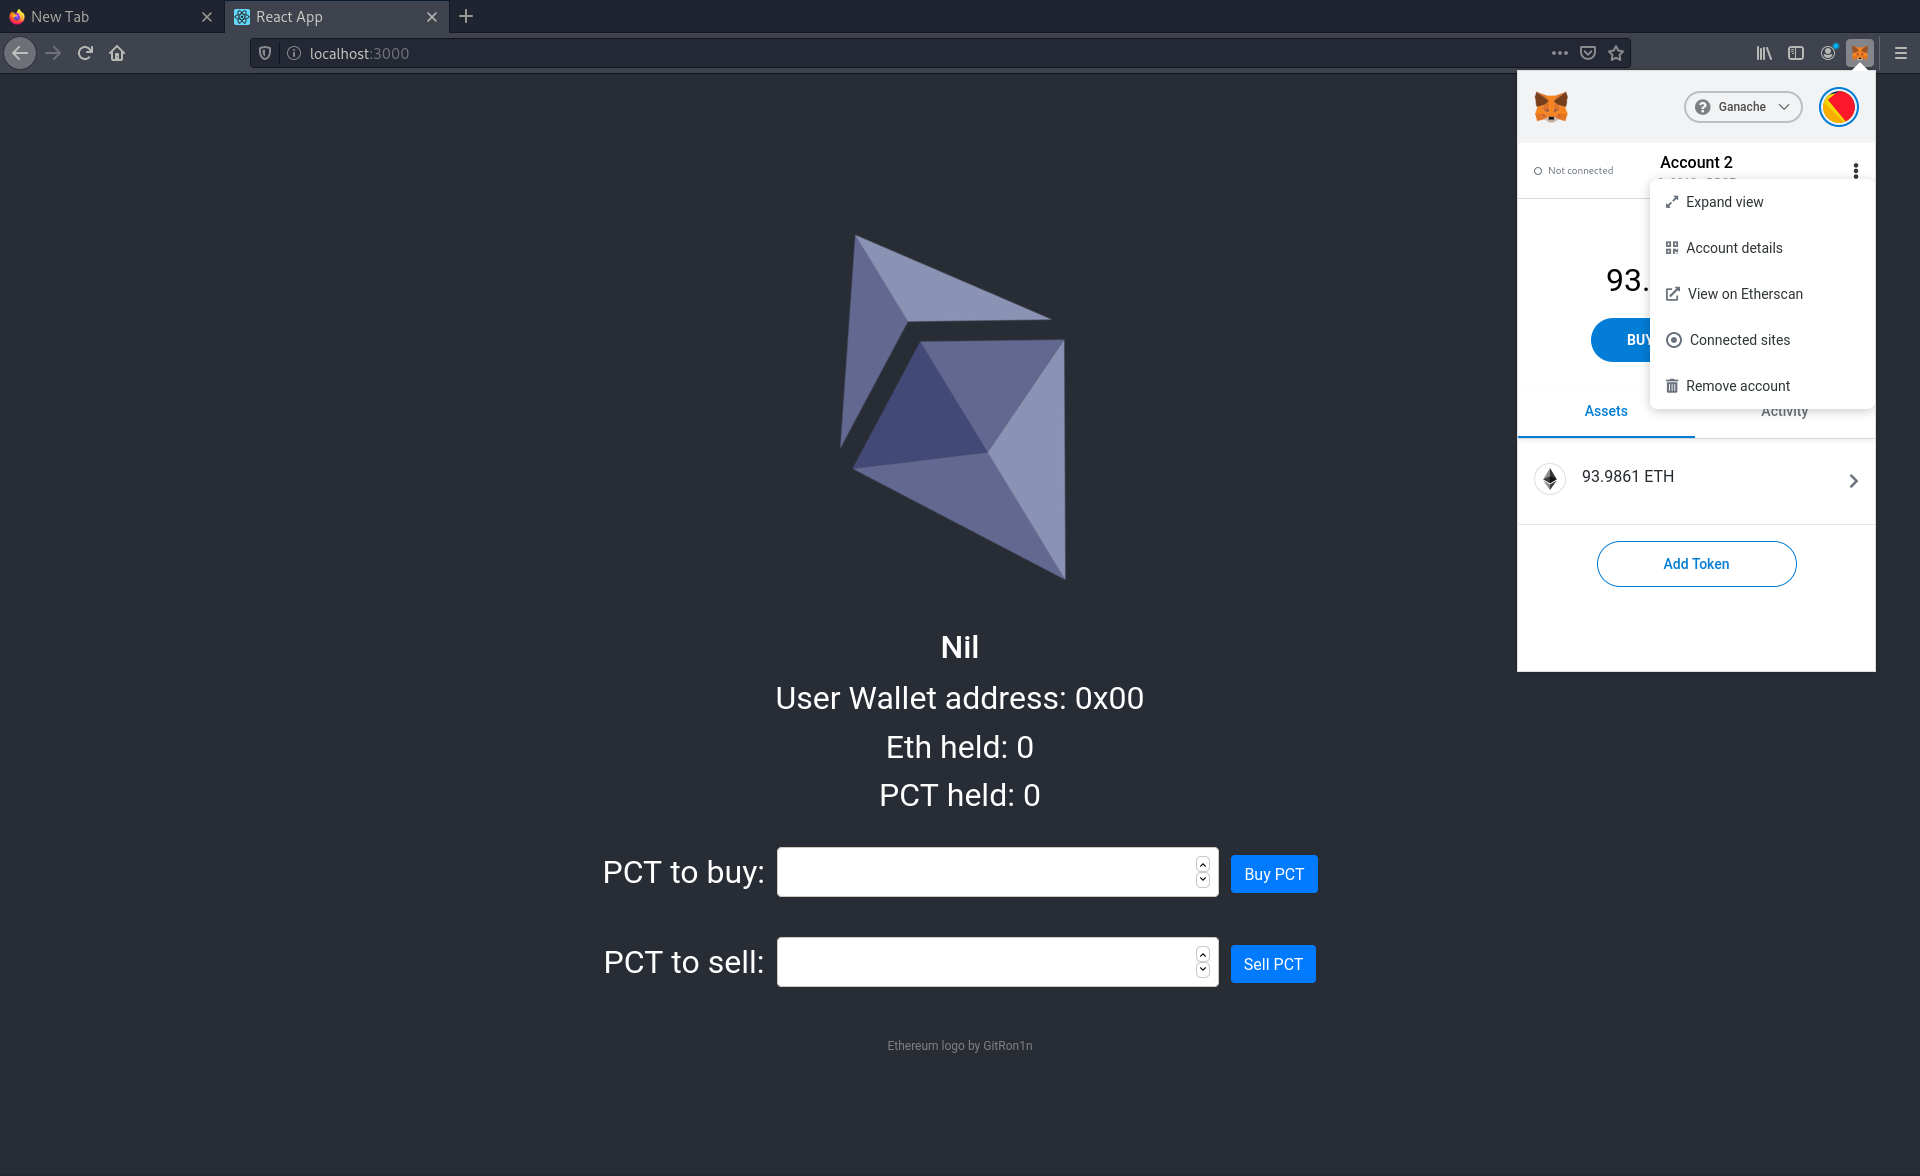 New Tab
React App
localhost:3000
Ganache
Not connected
Account 2
Expand view
Account details
View on Etherscan
Connected sites
Remove account
93.
BUY
Assets
Activity
93.9861 ETH
Add Token
Nil
User Wallet address: 0x00
Eth held: 0
PCT held: 0
PCT to buy:
Buy PCT
PCT to sell:
Sell PCT
Ethereum logo by GitRon1n